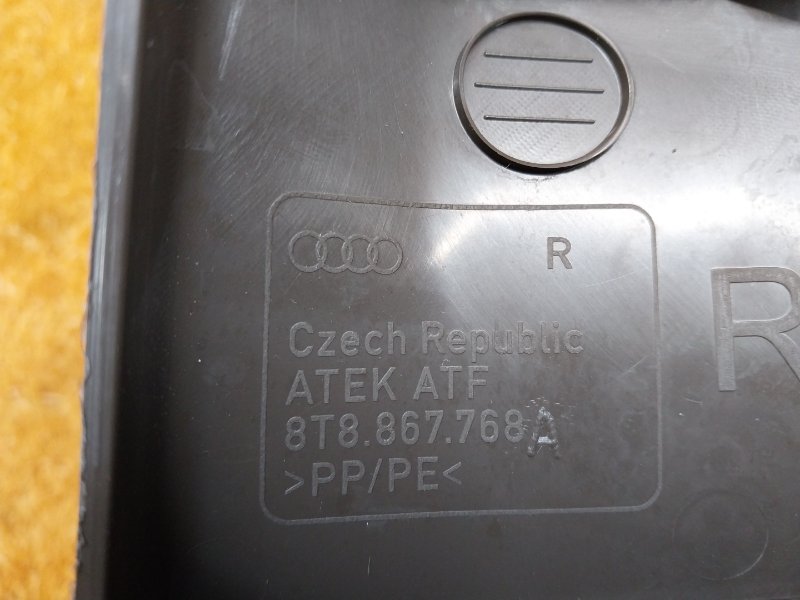 R
Czech Republic
ATEK ATF
8T8.867.768A
>PP/PE<
R